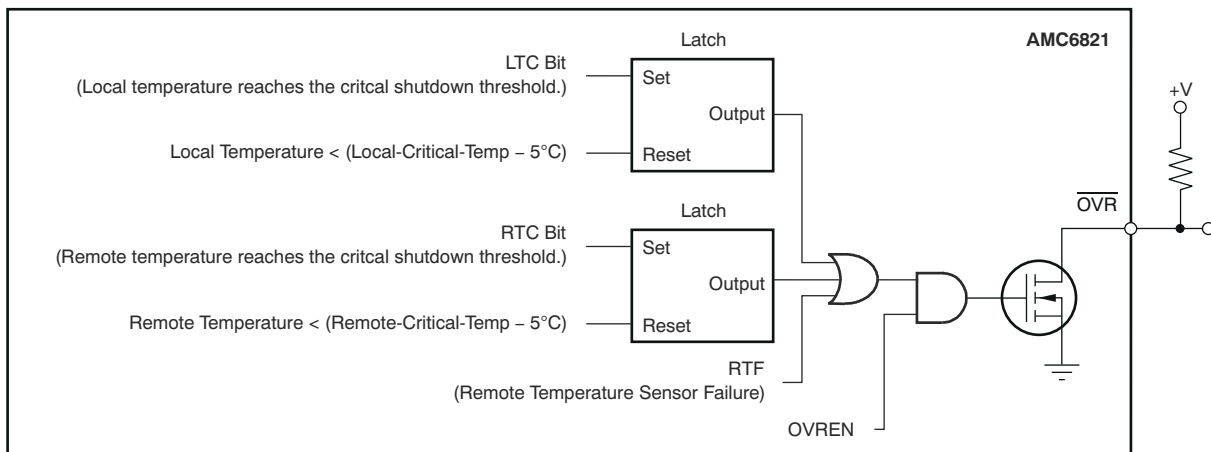 AMC6821
Latch
LTC Bit
(Local temperature reaches the critcal shutdown threshold.)
Set
Output
Local Temperature < (Local-Critical-Temp − 5°C)
Reset
+V
OVR
Latch
RTC Bit
(Remote temperature reaches the critcal shutdown threshold.)
Set
Output
Remote Temperature < (Remote-Critical-Temp − 5°C)
Reset
RTF
(Remote Temperature Sensor Failure)
OVREN